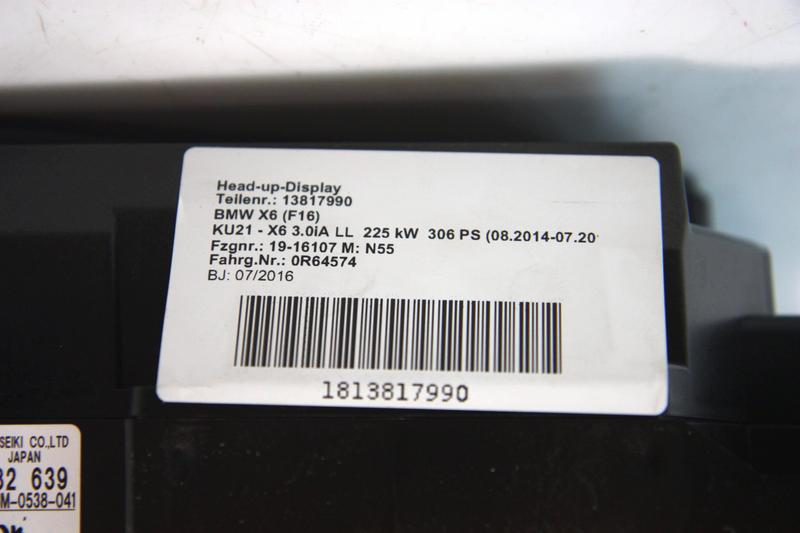 Head-up-Display
Teilenr.: 13817990
BMW X6 (F16)
KU21 - X6 3.0iA LL 225 kW 306 PS (08.2014-07.20
Fzgnr.: 19-16107 M: N55
Fahrg.Nr.: 0R64574
BJ: 07/2016
1813817990
SEIKI CO.,LTD
JAPAN
32 639
M-0538-041